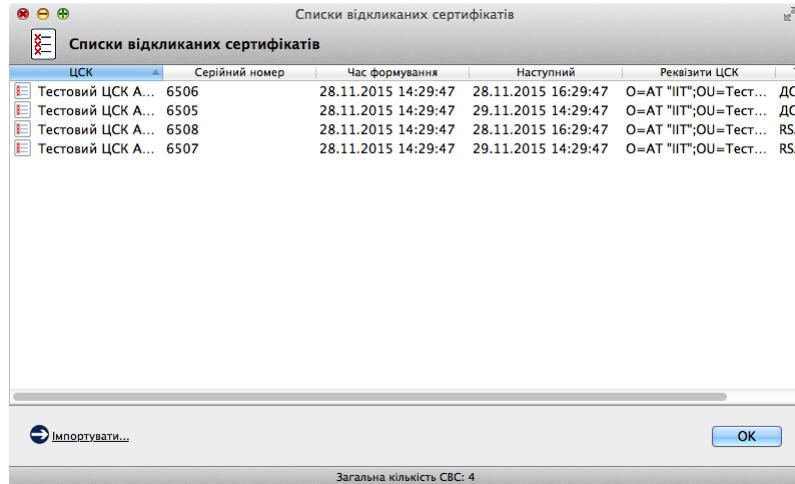 Списки відкликаних сертифікатів
Списки відкликаних сертифікатів
ЦСК Серійний номер Час формування Наступний Реквізити ЦСК
Тестовий ЦСК А... 6506 28.11.2015 14:29:47 28.11.2015 16:29:47 O=АТ "ІІТ";OU=Тест...
Тестовий ЦСК А... 6505 28.11.2015 14:29:47 29.11.2015 14:29:47 O=АТ "ІІТ";OU=Тест...
Тестовий ЦСК А... 6508 28.11.2015 14:29:47 28.11.2015 16:29:47 O=АТ "ІІТ";OU=Тест...
Тестовий ЦСК А... 6507 28.11.2015 14:29:47 29.11.2015 14:29:47 O=АТ "ІІТ";OU=Тест...
Імпортувати...
OK
Загальна кількість СВС: 4